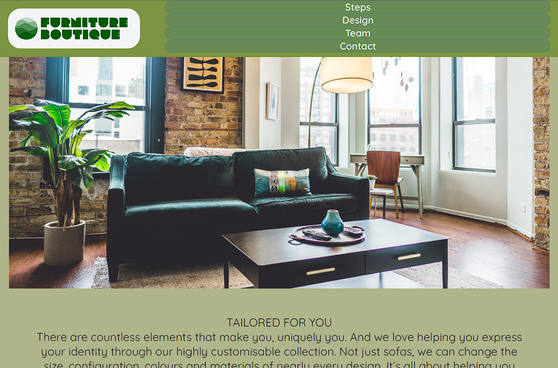 FURNITURE
BOUTIQUE
Steps
Design
Team
Contact
TAILORED FOR YOU
There are countless elements that make you, uniquely you. And we love helping you express
your identity through our highly customisable collection. Not just sofas, we can change the
size, configuration, colours and materials of nearly every design. It's all about helping you